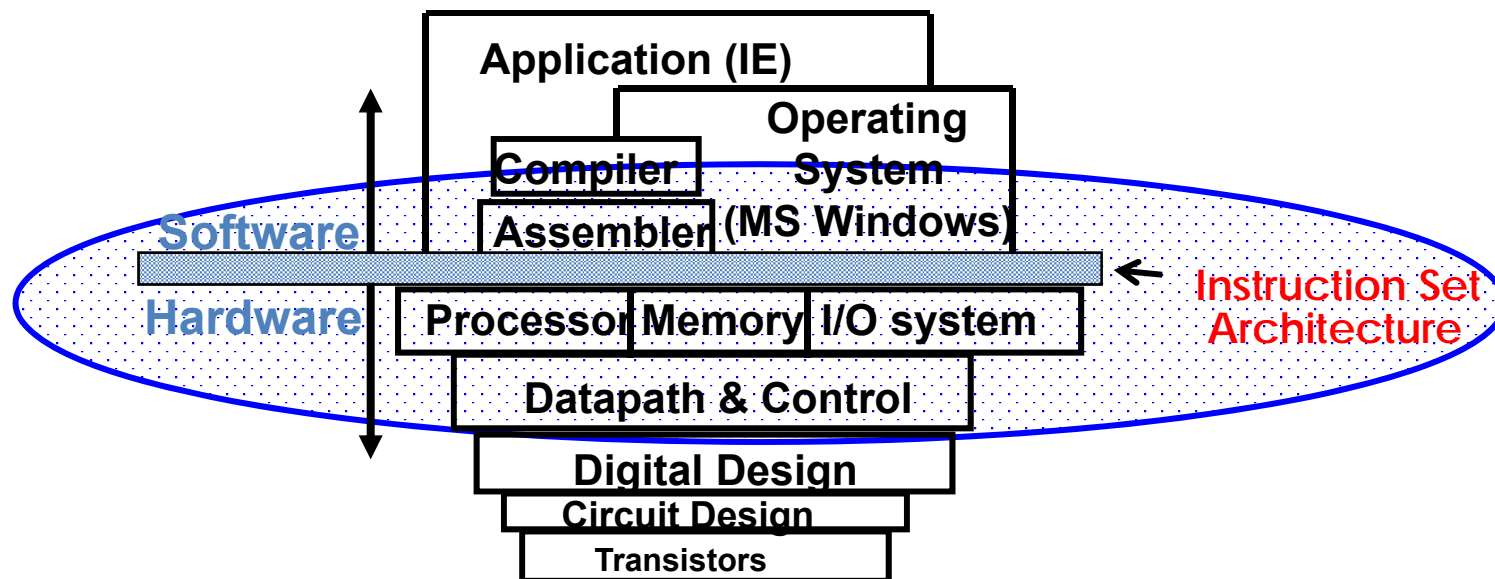 Application (IE)
Operating
System
(MS Windows)
Compiler
Assembler
Software
Hardware
Instruction Set
Architecture
Processor
Memory
I/O system
Datapath & Control
Digital Design
Circuit Design
Transistors